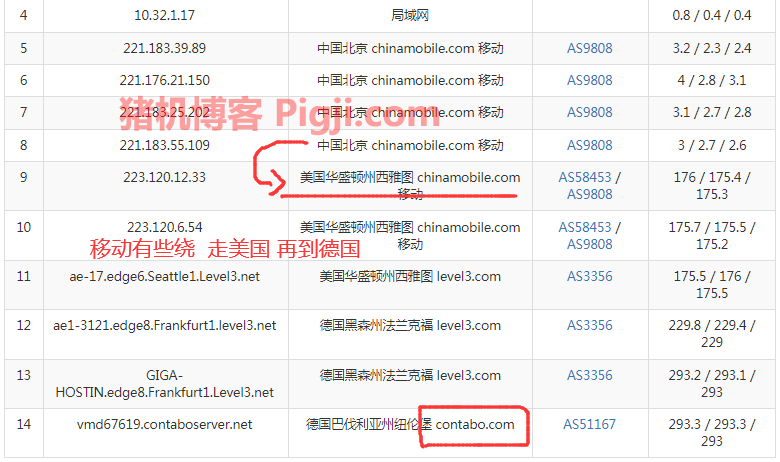 4 10.32.1.17 局域网 0.8 / 0.4 / 0.4
5 221.183.39.89 中国北京 chinamobile.com 移动 AS9808 3.2 / 2.3 / 2.4
6 221.176.21.150 中国北京 chinamobile.com 移动 AS9808 4 / 2.8 / 3.1
猪机博客 Pigji.com
7 221.183.25.202 中国北京 chinamobile.com 移动 AS9808 3.1 / 2.7 / 2.8
8 221.183.55.109 中国北京 chinamobile.com 移动 AS9808 3 / 2.7 / 2.6
9 223.120.12.33 美国华盛顿州西雅图 chinamobile.com AS58453 / 176 / 175.4 /
移动 AS9808 175.3
10 223.120.6.54 美国华盛顿州西雅图 chinamobile.com AS58453 / 175.7 / 175.5 /
移动 AS9808 175.2
移动有些绕 走美国 再到德国
11 ae-17.edge6.Seattle1.Level3.net 美国华盛顿州西雅图 level3.com AS3356 175.5 / 176 /
175.5
12 ae1-3121.edge8.Frankfurt1.level3.net 德国黑森州法兰克福 level3.com AS3356 229.8 / 229.4 /
229
13 GIGA- 德国黑森州法兰克福 level3.com AS3356 293.2 / 293.1 /
HOSTIN.edge8.Frankfurt1.Level3.net 293
14 vmd67619.contaboserver.net 德国巴伐利亚州纽伦堡 contabo.com AS51167 293.3 / 293.3 /
293